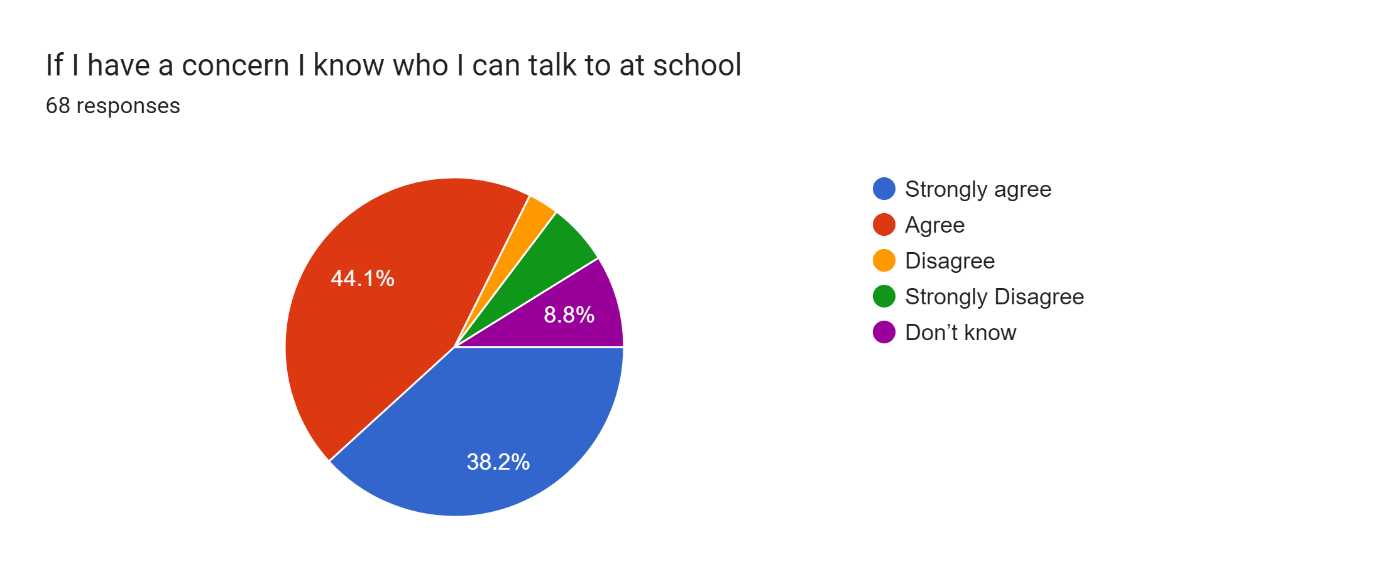 If I have a concern I know who I can talk to at school
68 responses
44.1%
8.8%
38.2%
Strongly agree
Agree
Disagree
Strongly Disagree
Don’t know